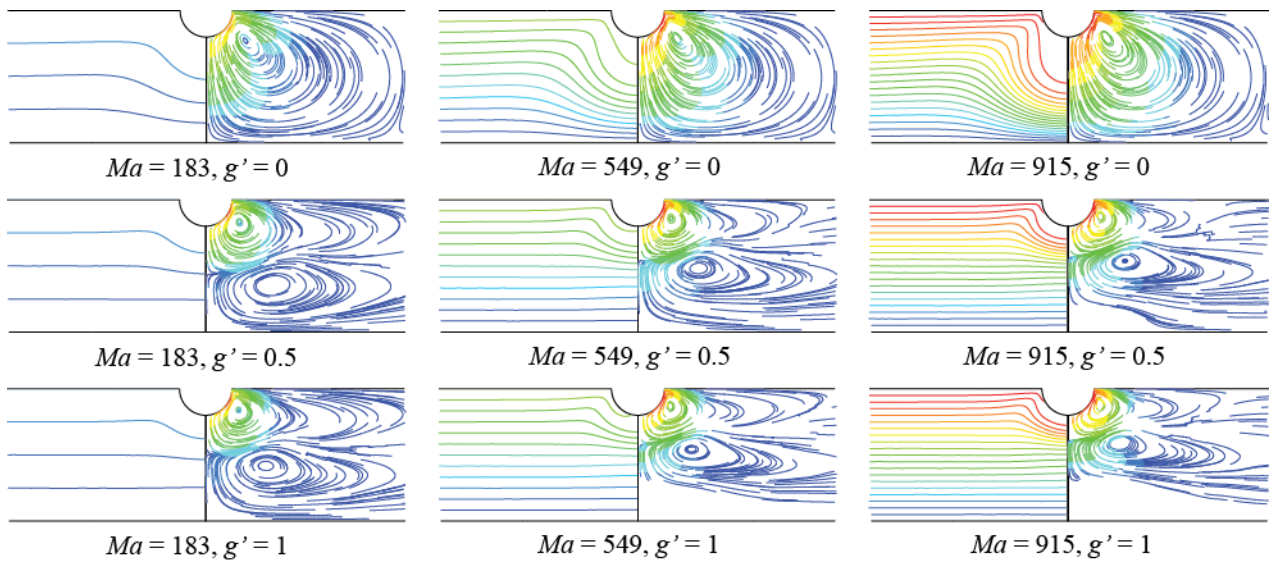 Ma = 183, g’ = 0 Ma = 549, g’ = 0 Ma = 915, g’ = 0
Ma = 183, g’ = 0.5 Ma = 549, g’ = 0.5 Ma = 915, g’ = 0.5
Ma = 183, g’ = 1 Ma = 549, g’ = 1 Ma = 915, g’ = 1